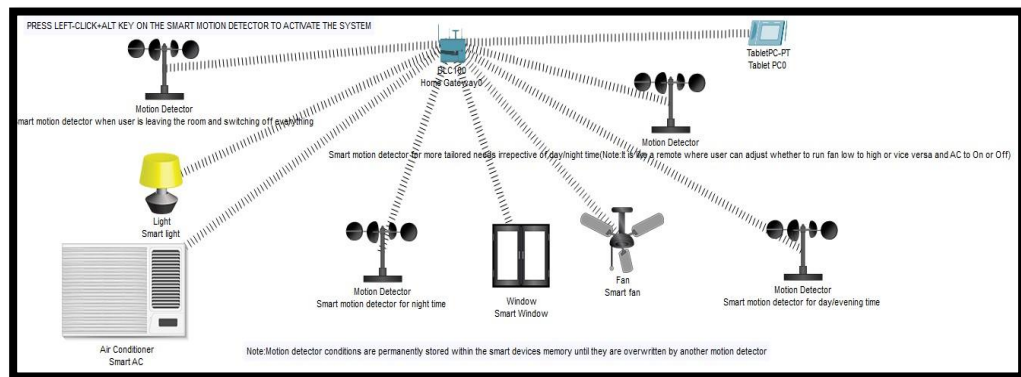 PRESS LEFT-CLICK+ALT KEY ON THE SMART MOTION DETECTOR TO ACTIVATE THE SYSTEM
DLC100
Home Gateway0
TabletPC-PT
Tablet PC0
Motion Detector
mart motion detector when user is leaving the room and switching off everything
Motion Detector
Smart motion detector for more tailored needs irrepective of day/night time(Note:It is like a remote where user can adjust whether to run fan low to high or vice versa and AC to On or Off)
Light
Smart light
Motion Detector
Smart motion detector for night time
Window
Smart Window
Fan
Smart fan
Motion Detector
Smart motion detector for day/evening time
Air Conditioner
Smart AC
Note:Motion detector conditions are permanently stored within the smart devices memory until they are overwritten by another motion detector